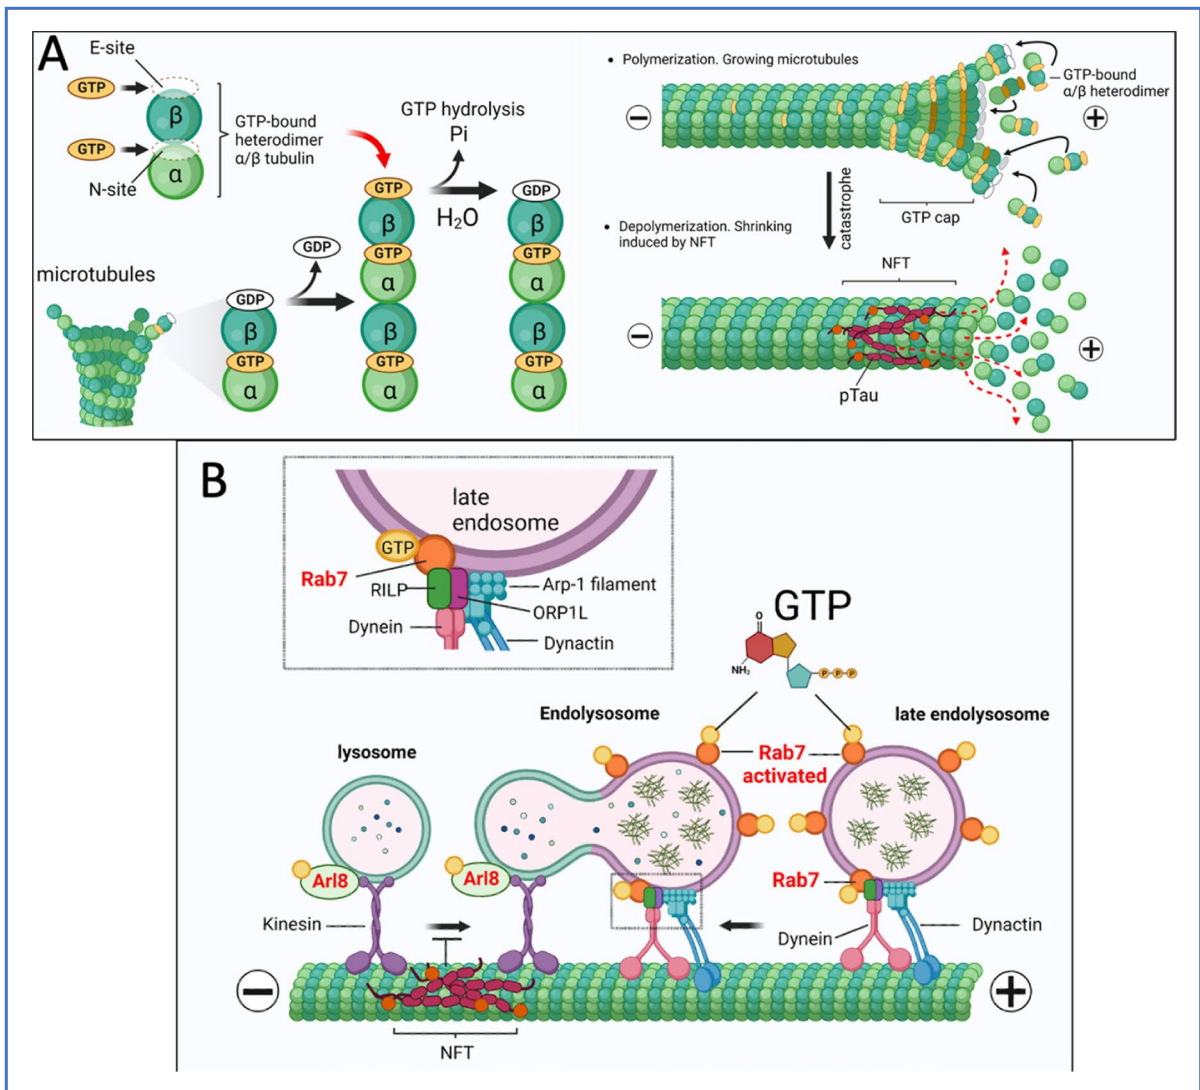 A
E-site
GTP
β
GTP
N-site
α
GTP-bound
heterodimer
α/β tubulin
microtubules
GDP
β
GTP
α
GDP
GTP
β
GTP
α
β
GTP
α
GTP hydrolysis
Pi
H₂O
GDP
β
GTP
α
β
GTP
α
• Polymerization. Growing microtubules
−
GTP-bound
α/β heterodimer
+
GTP cap
catastrophe
• Depolymerization. Shrinking
induced by NFT
NFT
−
+
pTau
B
late
endosome
GTP
Rab7
RILP
Arp-1 filament
ORP1L
Dynein
Dynactin
GTP
O
NH₂
P P P
Endolysosome
late endolysosome
lysosome
Rab7
activated
Arl8
Arl8
Rab7
Kinesin
Dynein
Dynactin
−
+
NFT